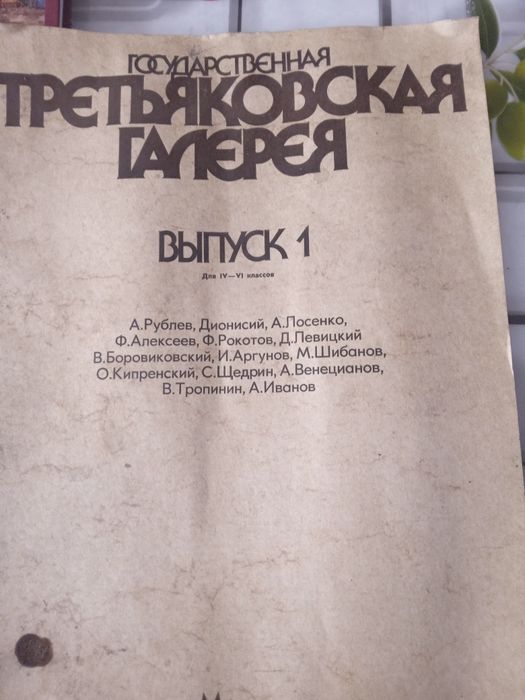 ГОСУДАРСТВЕННАЯ
ТРЕТЬЯКОВСКАЯ
ГАЛЕРЕЯ
ВЫПУСК 1
Для IV—VI классов
А.Рублев, Дионисий, А.Лосенко,
Ф.Алексеев, Ф.Рокотов, Д.Левицкий
В.Боровиковский, И.Аргунов, М.Шибанов,
О.Кипренский, С.Щедрин, А.Венецианов,
В.Тропинин, А.Иванов